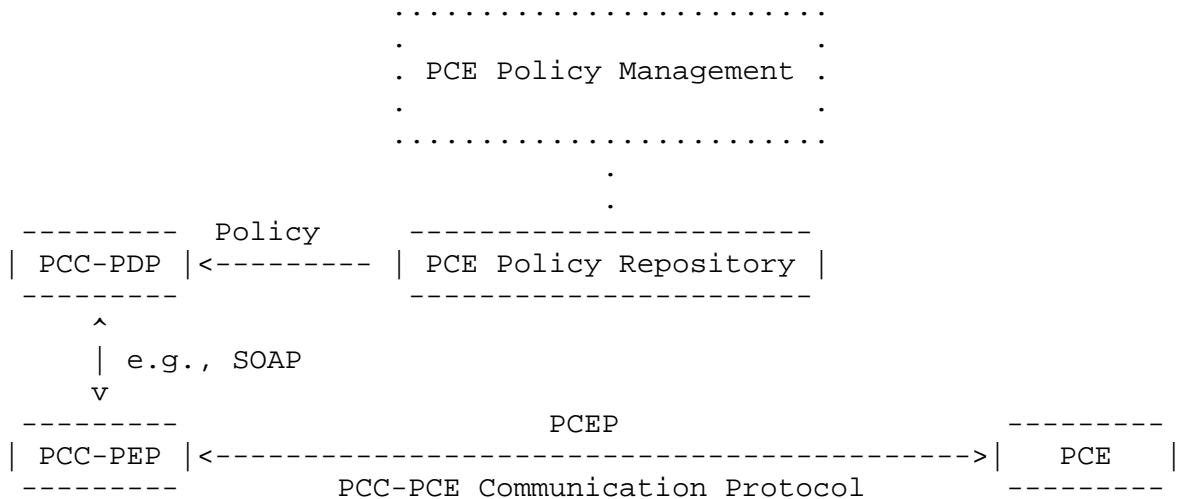 PCE Policy Management
Policy
PCC-PDP PCE Policy Repository
e.g., SOAP
PCEP
PCC-PEP PCE
PCC-PCE Communication Protocol